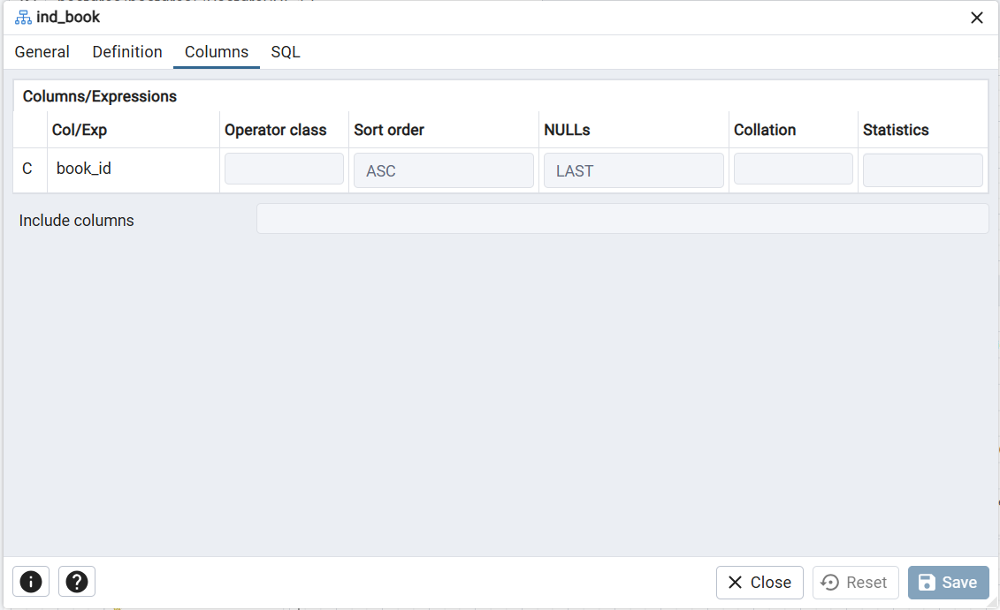 ind_book
General Definition Columns SQL
Columns/Expressions
Col/Exp Operator class Sort order NULLs Collation Statistics
C book_id ASC LAST
Include columns
Close Reset Save